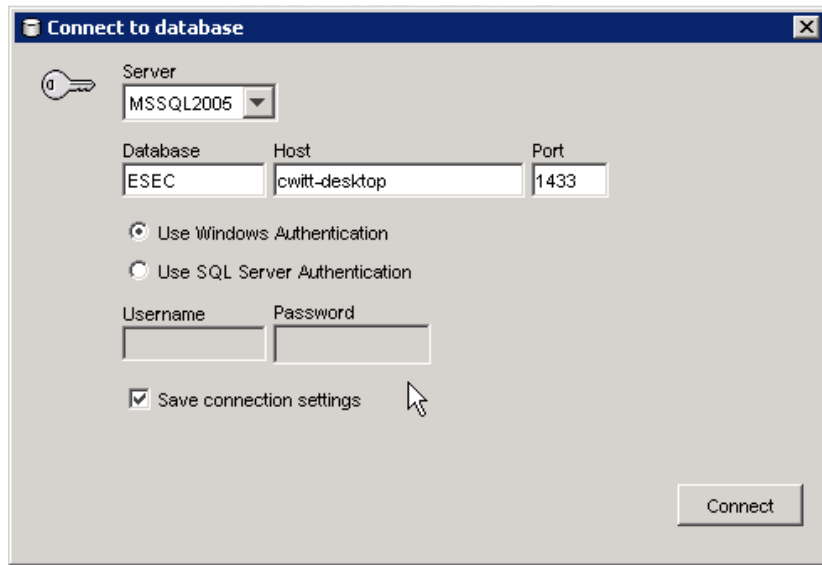 Connect to database
Server
MSSQL2005
Database Host Port
ESEC cwitt-desktop 1433
Use Windows Authentication
Use SQL Server Authentication
Username Password
Save connection settings
Connect